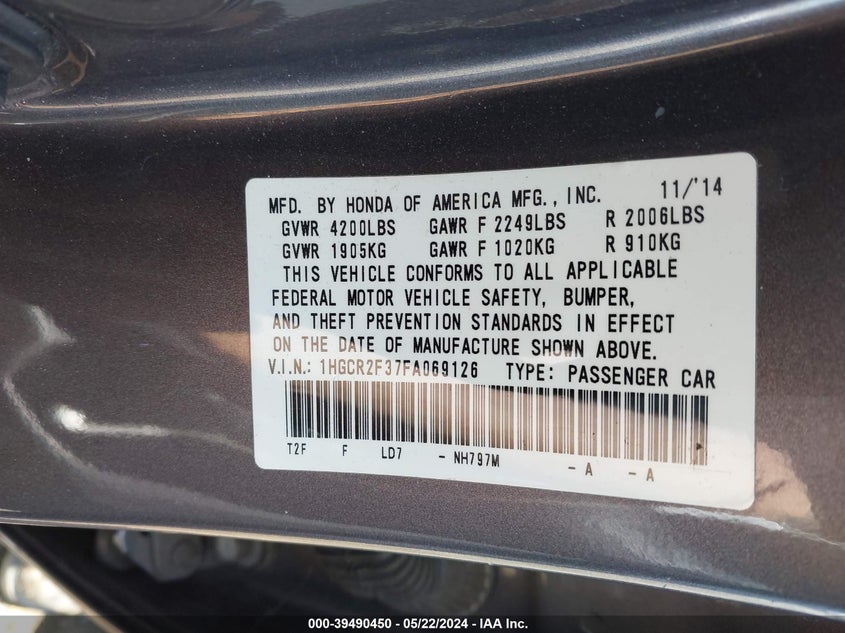 MFD. BY HONDA OF AMERICA MFG., INC. 11/'14
GVWR 4200LBS GAWR F 2249LBS R 2006LBS
GVWR 1905KG GAWR F 1020KG R 910KG
THIS VEHICLE CONFORMS TO ALL APPLICABLE
FEDERAL MOTOR VEHICLE SAFETY, BUMPER,
AND THEFT PREVENTION STANDARDS IN EFFECT
ON THE DATE OF MANUFACTURE SHOWN ABOVE.
V.I.N.: 1HGCR2F37FA069126 TYPE: PASSENGER CAR
T2F F LD7 - NH797M - A - A
000-39490450 - 05/22/2024 - IAA Inc.